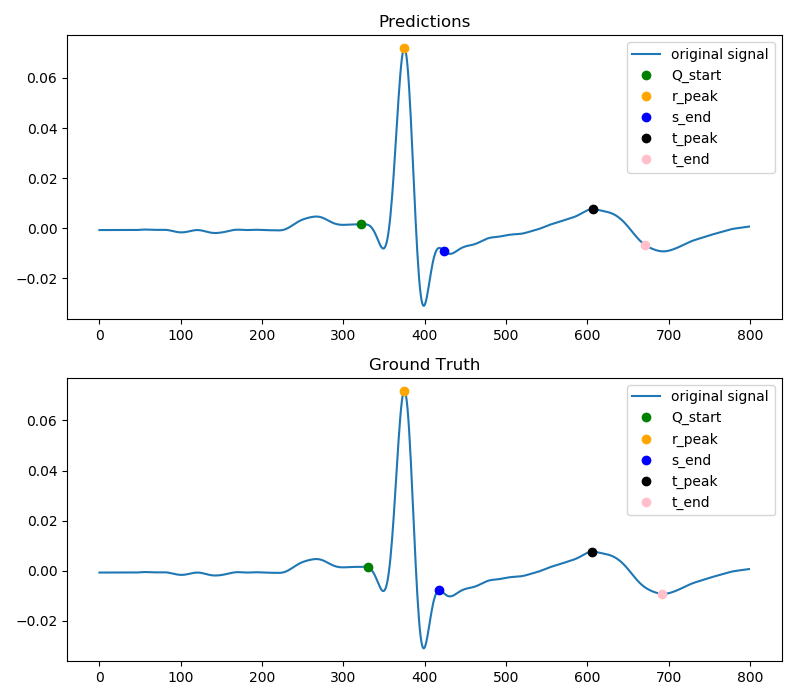 Predictions
original signal
Q_start
r_peak
s_end
t_peak
t_end
0.06
0.04
0.02
0.00
−0.02
0 100 200 300 400 500 600 700 800
Ground Truth
original signal
Q_start
r_peak
s_end
t_peak
t_end
0.06
0.04
0.02
0.00
−0.02
0 100 200 300 400 500 600 700 800